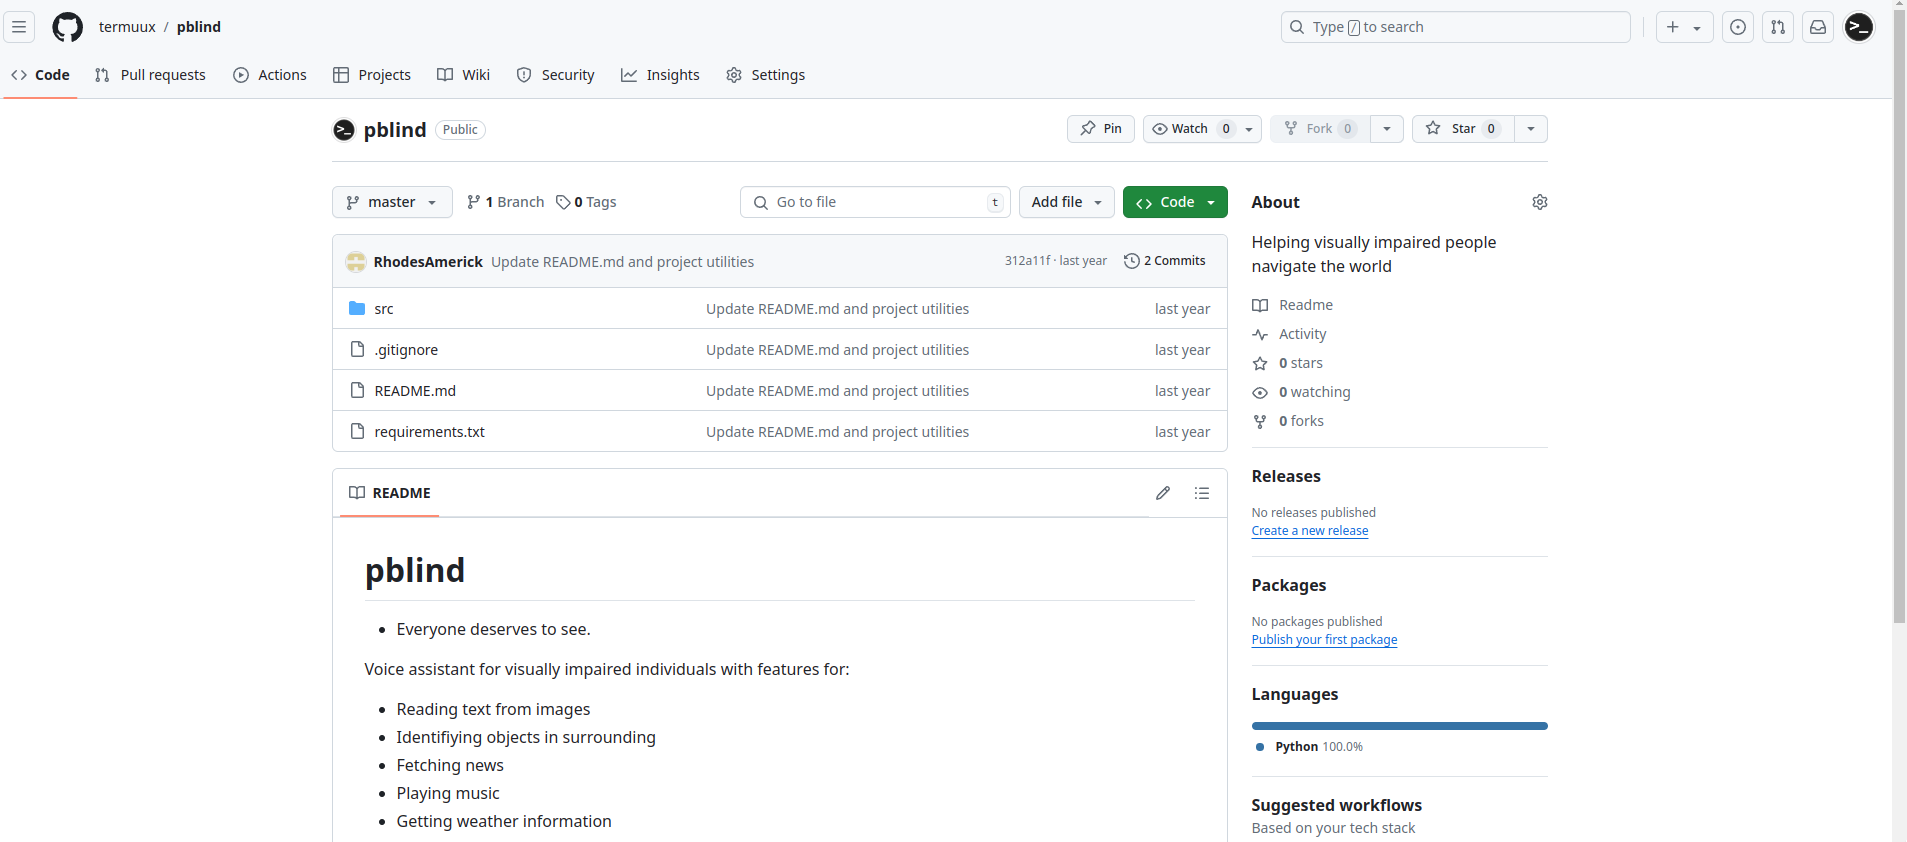 termuux / pblind
Type / to search
Code Pull requests Actions Projects Wiki Security Insights Settings
pblind Public
Pin Watch 0 Fork 0 Star 0
master 1 Branch 0 Tags
Go to file t Add file Code
RhodesAmerick Update README.md and project utilities 312a11f · last year 2 Commits
src Update README.md and project utilities last year
.gitignore Update README.md and project utilities last year
README.md Update README.md and project utilities last year
requirements.txt Update README.md and project utilities last year
README
pblind
• Everyone deserves to see.
Voice assistant for visually impaired individuals with features for:
• Reading text from images
• Identifiying objects in surrounding
• Fetching news
• Playing music
• Getting weather information
About
Helping visually impaired people
navigate the world
Readme
Activity
0 stars
0 watching
0 forks
Releases
No releases published
Create a new release
Packages
No packages published
Publish your first package
Languages
Python 100.0%
Suggested workflows
Based on your tech stack